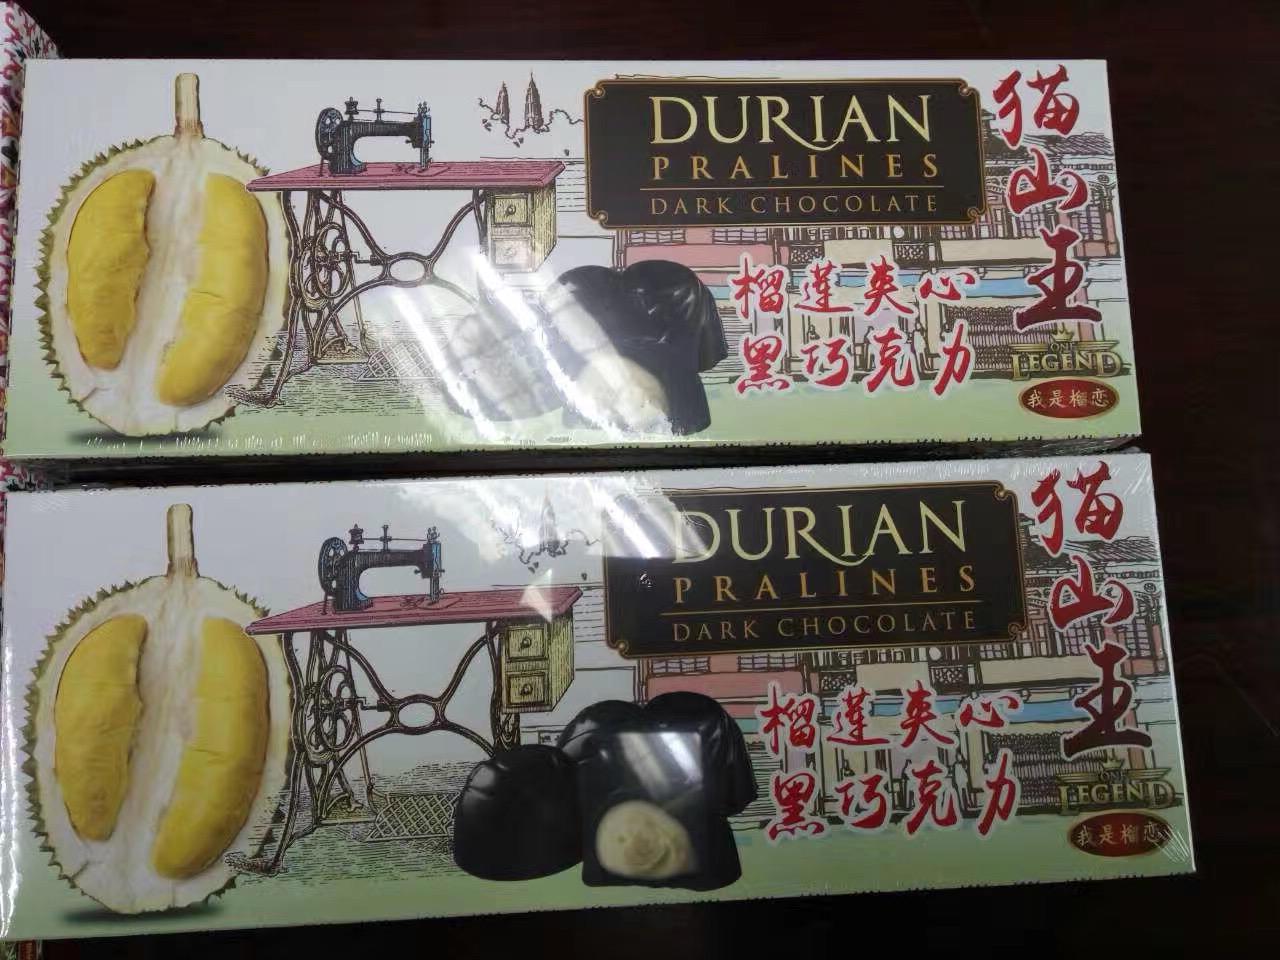 DURIAN
PRALINES
DARK CHOCOLATE
猫山王
榴莲夹心
黑巧克力
ONE
LEGEND
我是榴恋
DURIAN
PRALINES
DARK CHOCOLATE
猫山王
榴莲夹心
黑巧克力
ONE
LEGEND
我是榴恋